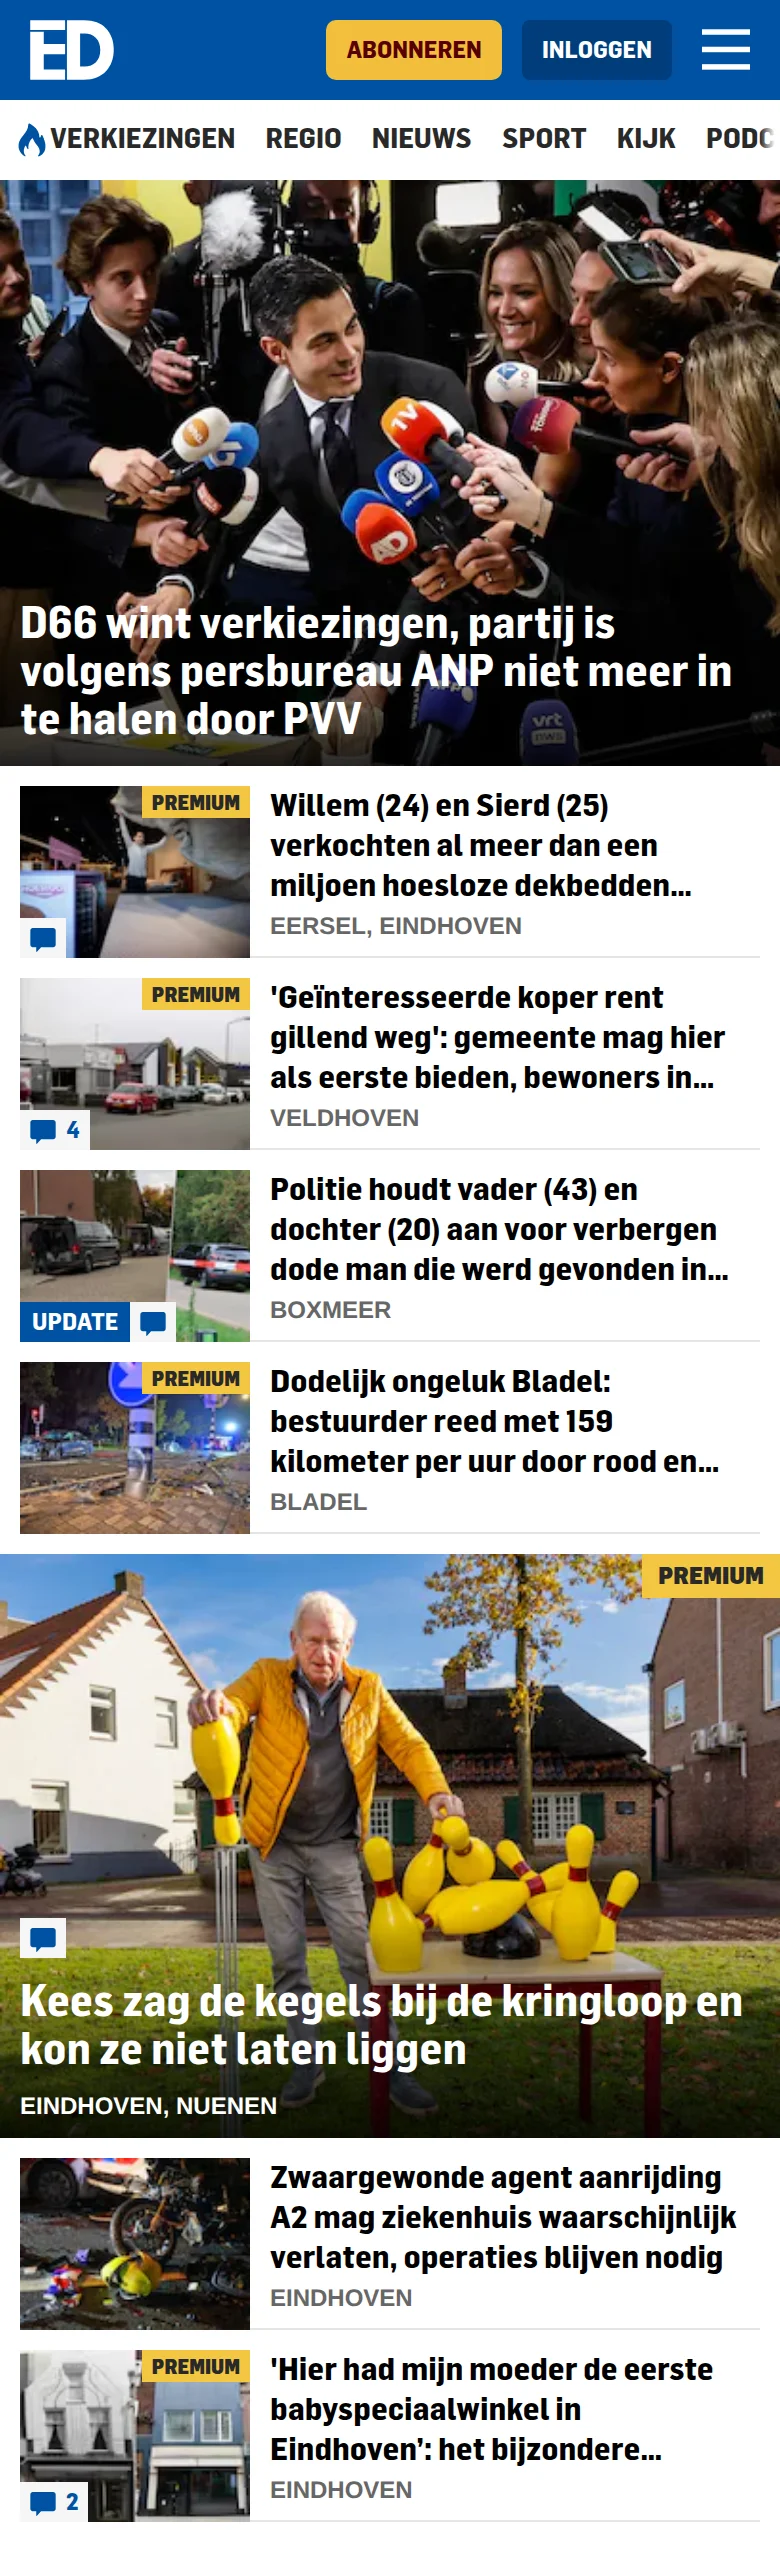 ED
ABONNEREN
INLOGGEN
VERKIEZINGEN REGIO NIEUWS SPORT KIJK PODC
TV
AD
vrt
nws
D66 wint verkiezingen, partij is
volgens persbureau ANP niet meer in
te halen door PVV
PREMIUM
Willem (24) en Sierd (25)
verkochten al meer dan een
miljoen hoesloze dekbedden...
EERSEL, EINDHOVEN
PREMIUM
4
'Geïnteresseerde koper rent
gillend weg': gemeente mag hier
als eerste bieden, bewoners in...
VELDHOVEN
UPDATE
Politie houdt vader (43) en
dochter (20) aan voor verbergen
dode man die werd gevonden in...
BOXMEER
PREMIUM
Dodelijk ongeluk Bladel:
bestuurder reed met 159
kilometer per uur door rood en...
BLADEL
PREMIUM
Kees zag de kegels bij de kringloop en
kon ze niet laten liggen
EINDHOVEN, NUENEN
Zwaargewonde agent aanrijding
A2 mag ziekenhuis waarschijnlijk
verlaten, operaties blijven nodig
EINDHOVEN
PREMIUM
2
'Hier had mijn moeder de eerste
babyspeciaalwinkel in
Eindhoven’: het bijzondere...
EINDHOVEN